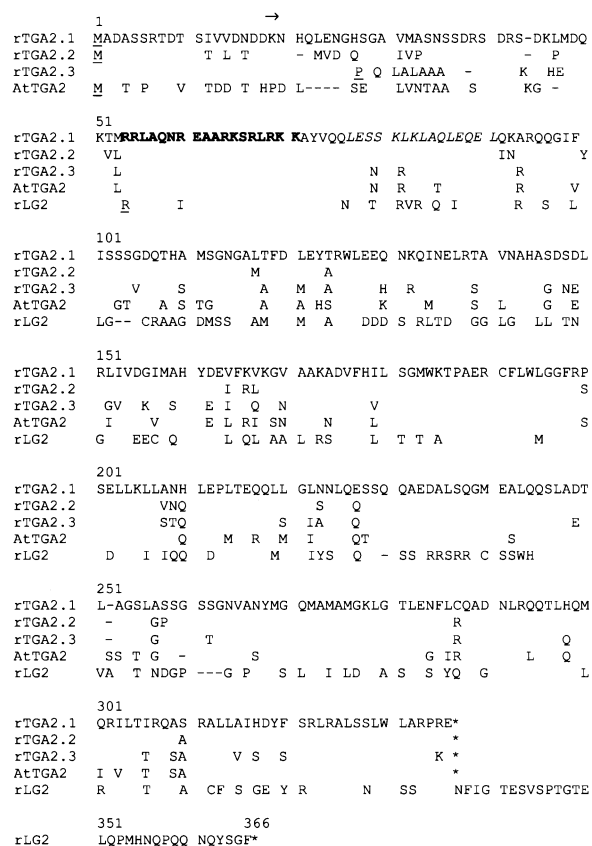 →
1
rTGA2.1 MADASSRTDT SIVVDNDDKN HQLENGHSGA VMASNSSDRS DRS-DKLMDQ
rTGA2.2 M T L T - MVD Q IVP - P
rTGA2.3 P Q LALAAA - K HE
AtTGA2 M T P V TDD T HPD L---- SE LVNTAA S KG -
51
rTGA2.1 KTMRRLAQNR EAARKSRLRK KAYVQQLESS KLKLAQLEQE LQKARQQGIF
rTGA2.2 VL IN Y
rTGA2.3 L N R R
AtTGA2 L N R T R V
rLG2 R I N T RVR Q I R S L
101
rTGA2.1 ISSSGDQTHA MSGNGALTFD LEYTRWLEEQ NKQINELRTA VNAHASDSDL
rTGA2.2 M A
rTGA2.3 V S A M A H R S G NE
AtTGA2 GT A S TG A A HS K M S L G E
rLG2 LG-- CRAAG DMSS AM M A DDD S RLTD GG LG LL TN
151
rTGA2.1 RLIVDGIMAH YDEVFKVKGV AAKADVFHIL SGMWKTPAER CFLWLGGFRP
rTGA2.2 I RL S
rTGA2.3 GV K S E I Q N V
AtTGA2 I V E L RI SN N L S
rLG2 G EEC Q L QL AA L RS L T T A M
201
rTGA2.1 SELLKLLANH LEPLTEQQLL GLNNLQESSQ QAEDALSQGM EALQQSLADT
rTGA2.2 VNQ S Q
rTGA2.3 STQ S IA Q E
AtTGA2 Q M R M I QT S
rLG2 D I IQQ D M IYS Q - SS RRSRR C SSWH
251
rTGA2.1 L-AGSLASSG SSGNVANYMG QMAMAMGKLG TLENFLCQAD NLRQQTLHQM
rTGA2.2 - GP R
rTGA2.3 - G T R Q
AtTGA2 SS T G - S G IR L Q
rLG2 VA T NDGP ---G P S L I LD A S S YQ G L
301
rTGA2.1 QRILTIRQAS RALLAIHDYF SRLRALSSLW LARPRE*
rTGA2.2 A *
rTGA2.3 T SA V S S K *
AtTGA2 I V T SA *
rLG2 R T A CF S GE Y R N SS NFIG TESVSPTGTE
351 366
rLG2 LQPMHNQPQQ NQYSGF*